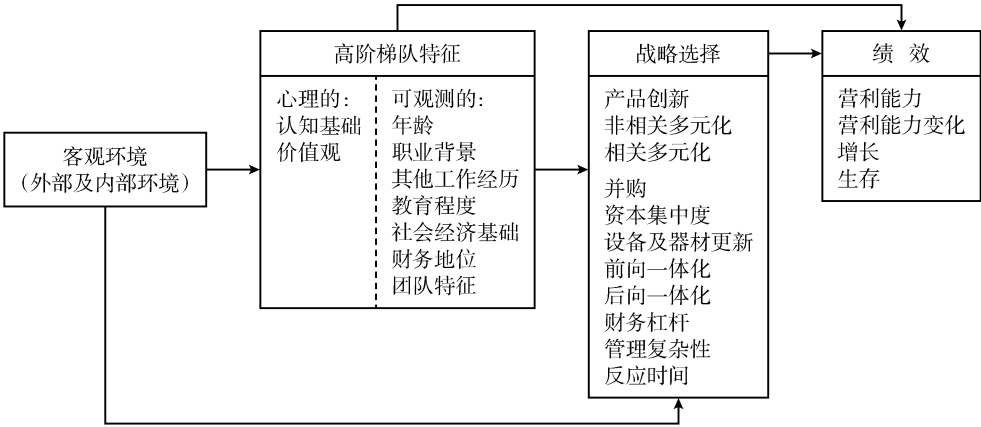 客观环境
（外部及内部环境）
高阶梯队特征
心理的：
认知基础
价值观
可观测的：
年龄
职业背景
其他工作经历
教育程度
社会经济基础
财务地位
团队特征
战略选择
产品创新
非相关多元化
相关多元化
并购
资本集中度
设备及器材更新
前向一体化
后向一体化
财务杠杆
管理复杂性
反应时间
绩 效
营利能力
营利能力变化
增长
生存